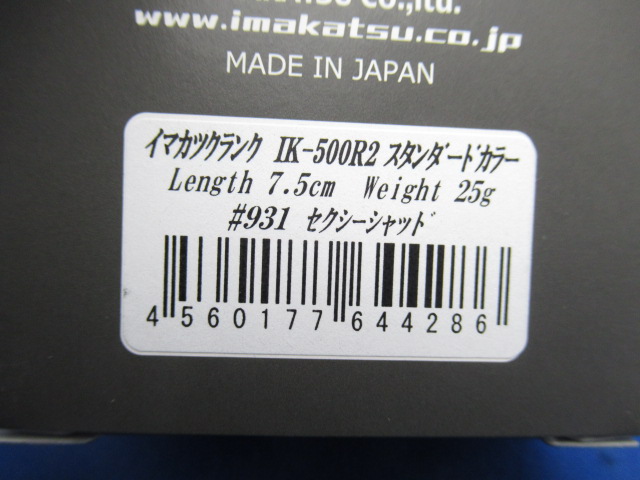 Co.,ltd.
www.imakatsu.co.jp
MADE IN JAPAN
イマカツクランク IK-500R2 スタンダードカラー
Length 7.5cm Weight 25g
#931 セクシーシャッド
4 560177 644286